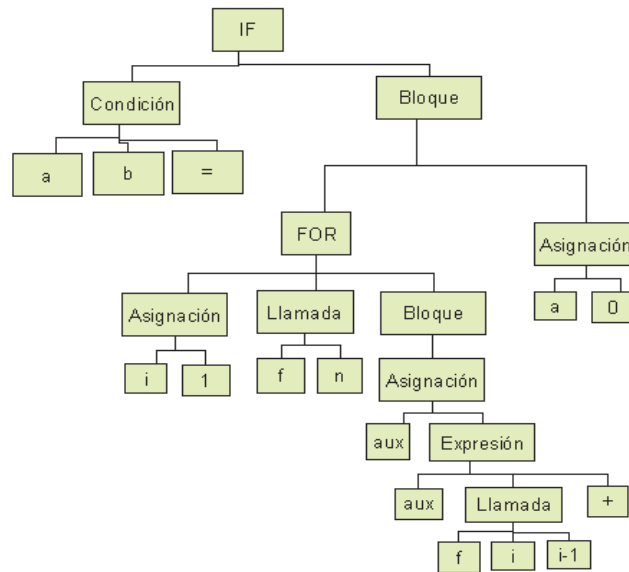 IF
Condición Bloque
a b =
FOR Asignación
a 0
Asignación Llamada Bloque
i 1 f n
Asignación
aux Expresión
aux Llamada +
f i i-1